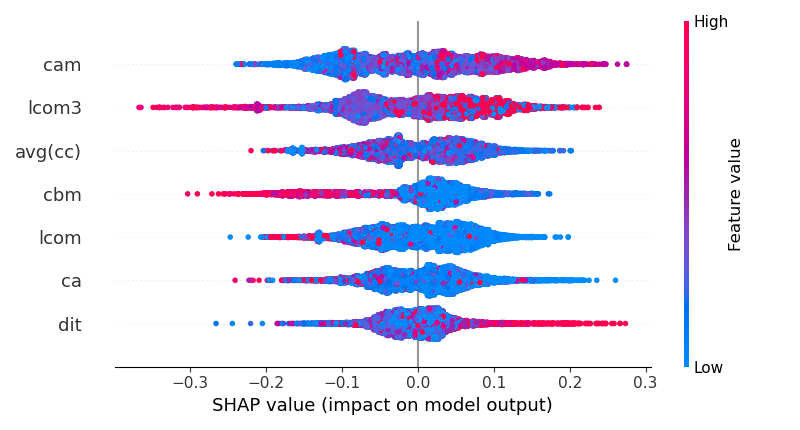 High
cam
lcom3
avg(cc)
cbm
lcom
ca
dit
Feature value
Low
−0.3 −0.2 −0.1 0.0 0.1 0.2 0.3
SHAP value (impact on model output)